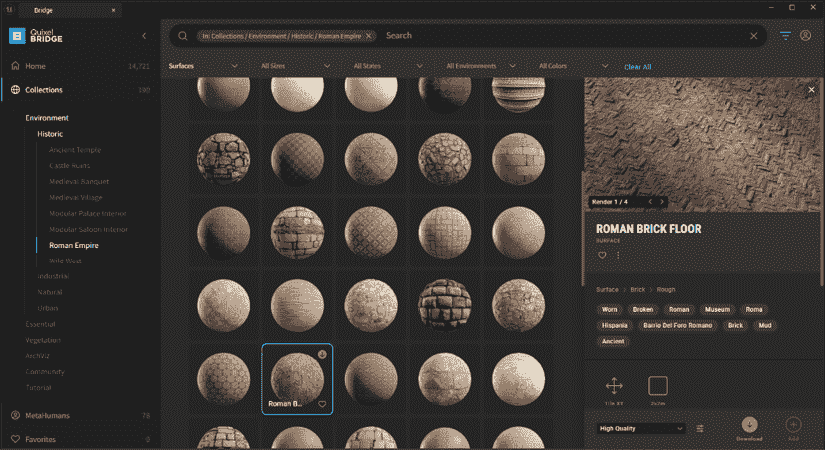 Bridge
Quixel
BRIDGE
In: Collections / Environment / Historic / Roman Empire
Search
Home 14,721
Surfaces All Sizes All States All Environments All Colors Clear All
Collections
Environment
Historic
Ancient Temple
Castle Ruins
Medieval Banquet
Medieval Village
Modular Palace Interior
Modular Saloon Interior
Roman Empire
Wild West
Industrial
Natural
Urban
Essential
Vegetation
ArchViz
Community
Tutorial
MetaHumans
Favorites 0
Roman B...
Render 1 / 4
ROMAN BRICK FLOOR
SURFACE
Surface > Brick > Rough
Worn Broken Roman Museum Roma
Hispania Barrio Del Foro Romano Brick Mud
Ancient
High Quality
Download
Add